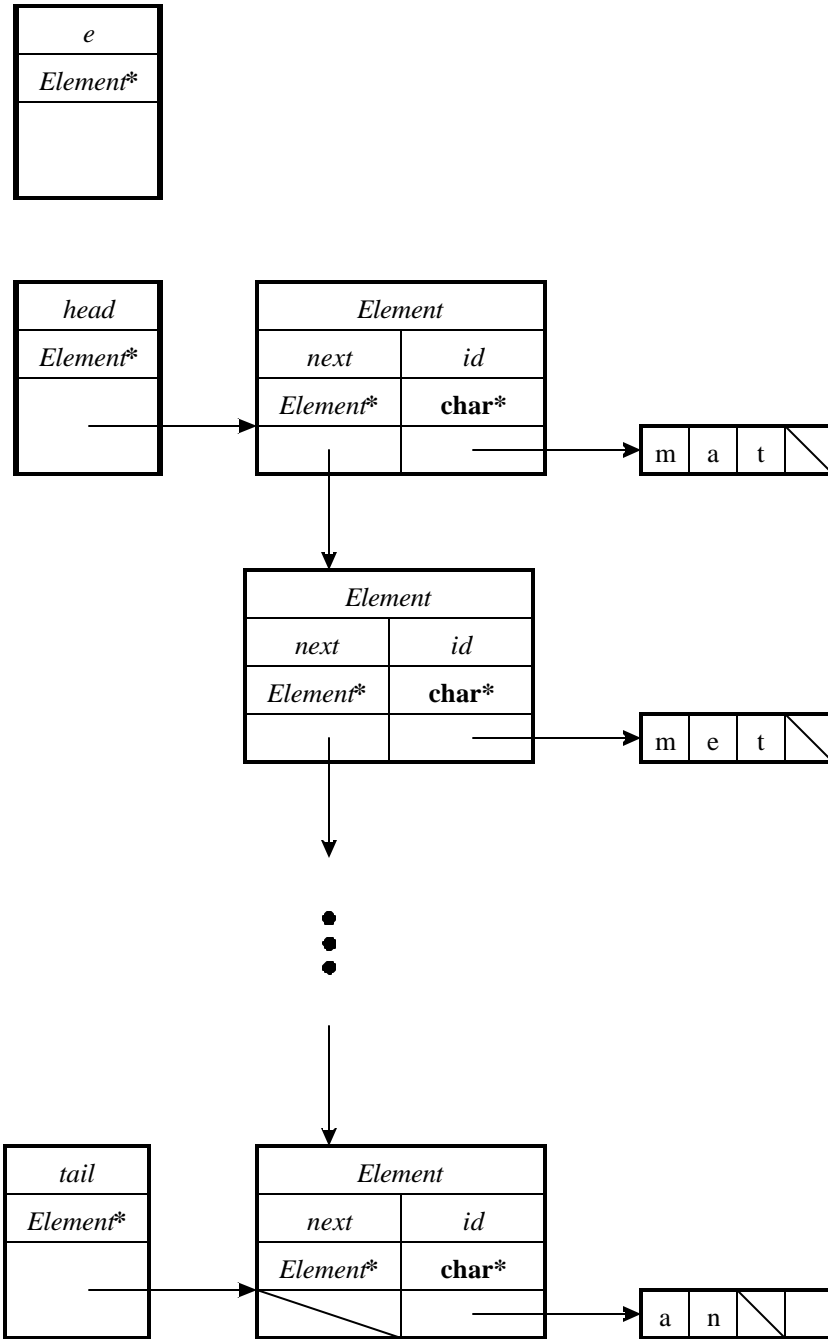 e
Element*
head
Element*
Element
next id
Element* char*
m a t
Element
next id
Element* char*
m e t
tail
Element*
Element
next id
Element* char*
a n